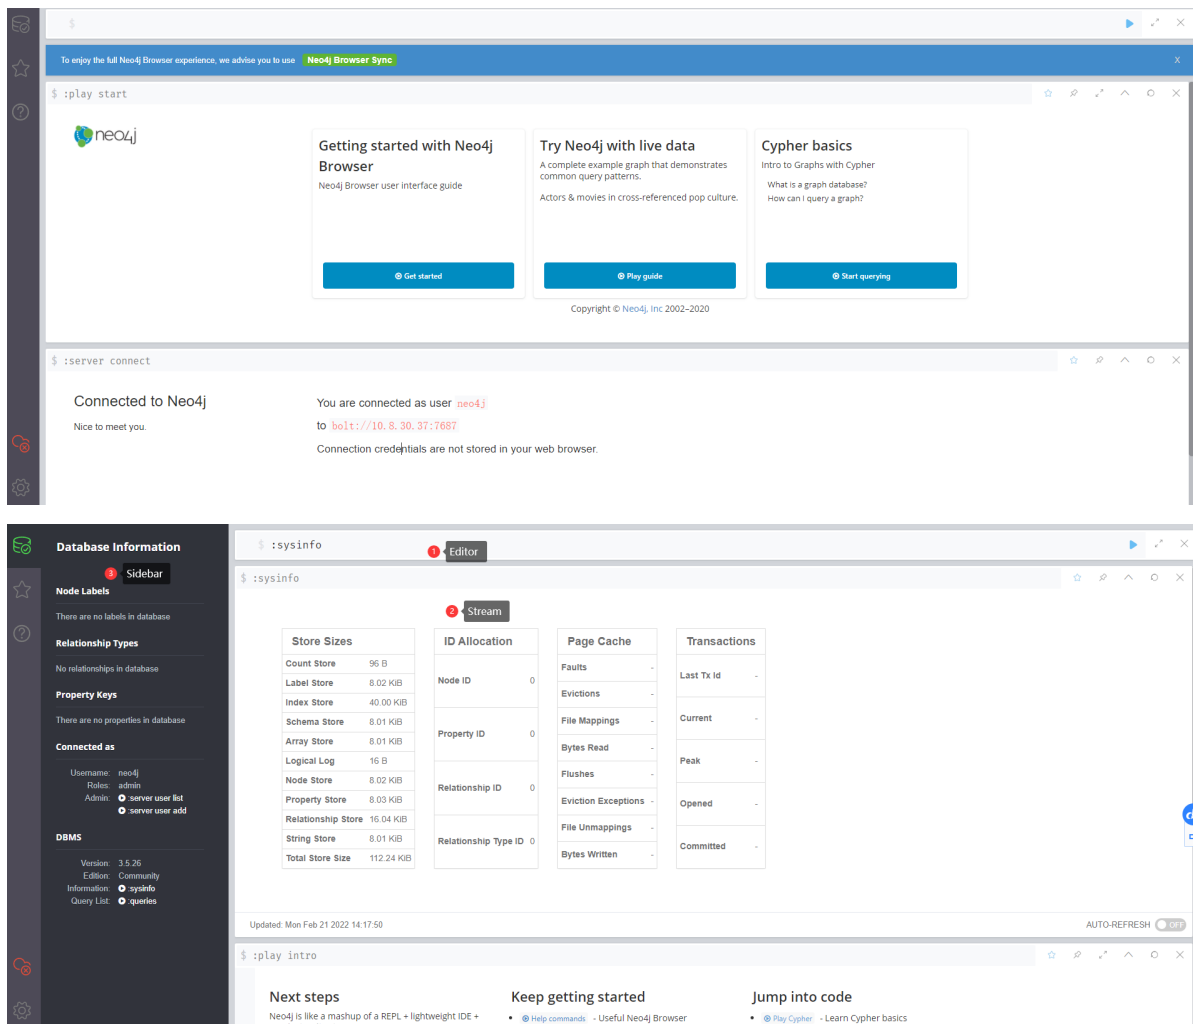 $
To enjoy the full Neo4j Browser experience, we advise you to use Neo4j Browser Sync x
$ :play start
neo4j
Getting started with Neo4j Browser
Neo4j Browser user interface guide
Get started
Try Neo4j with live data
A complete example graph that demonstrates
common query patterns.
Actors & movies in cross-referenced pop culture.
Play guide
Cypher basics
Intro to Graphs with Cypher
What is a graph database?
How can I query a graph?
Start querying
Copyright © Neo4j, Inc 2002–2020
$ :server connect
Connected to Neo4j
Nice to meet you.
You are connected as user neo4j
to bolt://10.8.30.37:7687
Connection credentials are not stored in your web browser.
Database Information
3 Sidebar
Node Labels
There are no labels in database
Relationship Types
No relationships in database
Property Keys
There are no properties in database
Connected as
Username: neo4j
Roles: admin
Admin: :server user list
:server user add
DBMS
Version: 3.5.26
Edition: Community
Information: :sysinfo
Query List: :queries
$ :sysinfo
1 Editor
$ :sysinfo
2 Stream
Store Sizes
Count Store 96 B
Label Store 8.02 KiB
Index Store 40.00 KiB
Schema Store 8.01 KiB
Array Store 8.01 KiB
Logical Log 16 B
Node Store 8.02 KiB
Property Store 8.03 KiB
Relationship Store 16.04 KiB
String Store 8.01 KiB
Total Store Size 112.24 KiB
ID Allocation
Node ID 0
Property ID 0
Relationship ID 0
Relationship Type ID 0
Page Cache
Faults -
Evictions -
File Mappings -
Bytes Read -
Flushes -
Eviction Exceptions -
File Unmappings -
Bytes Written -
Transactions
Last Tx Id -
Current -
Peak -
Opened -
Committed -
Updated: Mon Feb 21 2022 14:17:50
AUTO-REFRESH OFF
$ :play intro
Next steps
Neo4j is like a mashup of a REPL + lightweight IDE +
Keep getting started
• Help commands - Useful Neo4j Browser
Jump into code
• Play Cypher - Learn Cypher basics